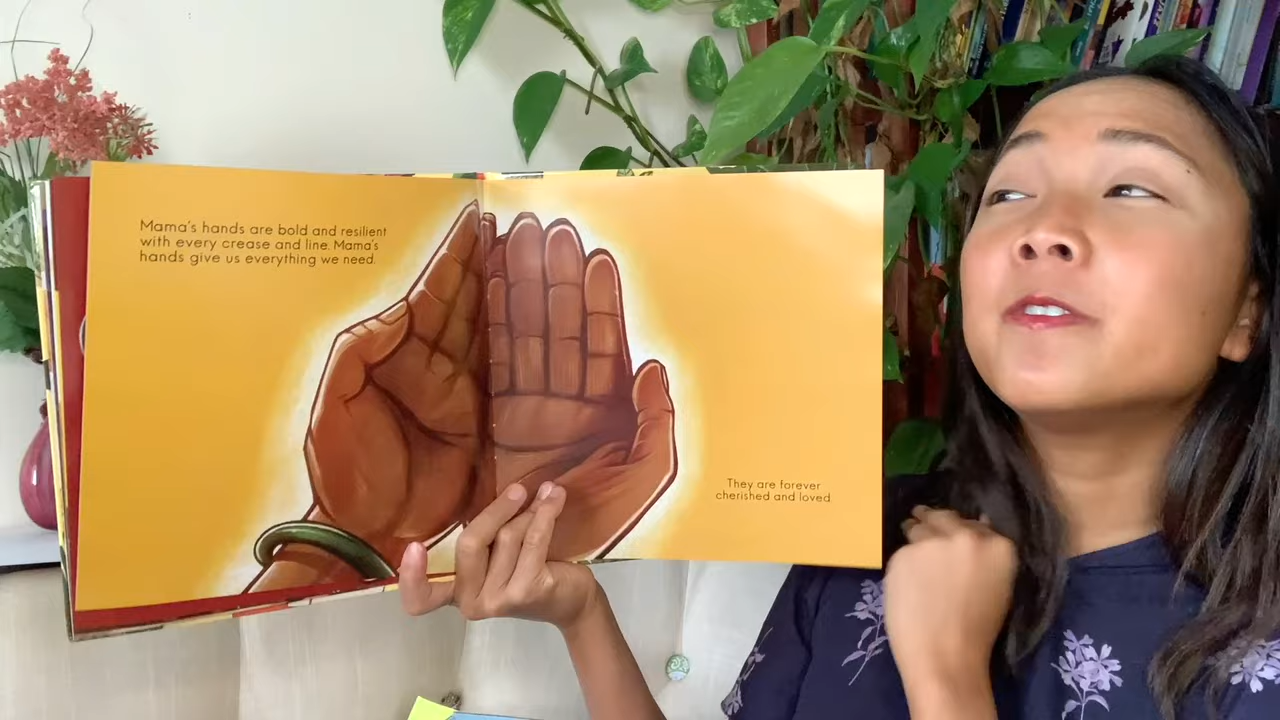 Mama's hands are bold and resilient
with every crease and line. Mama's
hands give us everything we need.
They are forever
cherished and loved.